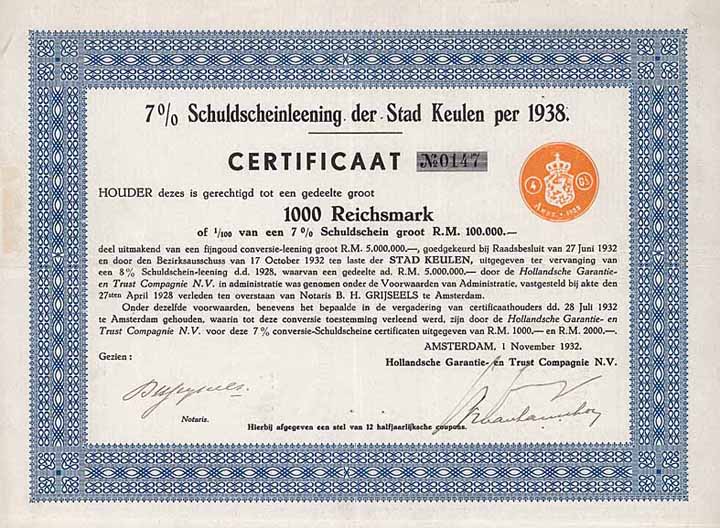 7% Schuldscheinleening der Stad Keulen per 1938.
CERTIFICAAT №0147
HOUDER dezes is gerechtigd tot een gedeelte groot
1000 Reichsmark
of 1/100 van een 7% Schuldschein groot R.M. 100.000.—
deel uitmakend van een fijngoud conversie-leening groot R.M. 5.000.000.—, goedgekeurd bij Raadsbesluit van 27 Juni 1932
en door den Bezirksausschuss van 17 October 1932 ten laste der STAD KEULEN, uitgegeven ter vervanging van
een 8% Schuldschein-leening d.d. 1928, waarvan een gedeelte ad. R.M. 5.000.000.— door de Hollandsche Garantie-
en Trust Compagnie N.V. in administratie was genomen onder de Voorwaarden van Administratie, vastgesteld bij akte den
27sten April 1928 verleden ten overstaan van Notaris B. H. GRIJSEELS te Amsterdam.
Onder dezelfde voorwaarden, benevens het bepaalde in de vergadering van certificaathouders dd. 28 Juli 1932
te Amsterdam gehouden, waarin tot deze conversie toestemming verleend werd, zijn door de Hollandsche Garantie- en
Trust Compagnie N.V. voor deze 7% conversie-Schuldscheine certificaten uitgegeven van R.M. 1000.— en R.M. 2000.—.
AMSTERDAM, 1 November 1932.
Gezien :
Hollandsche Garantie- en Trust Compagnie N.V.
Notaris.
Hierbij afgegeven een stel van 12 halfjaarlijksche coupons.
4 GS
AMST. • 1928